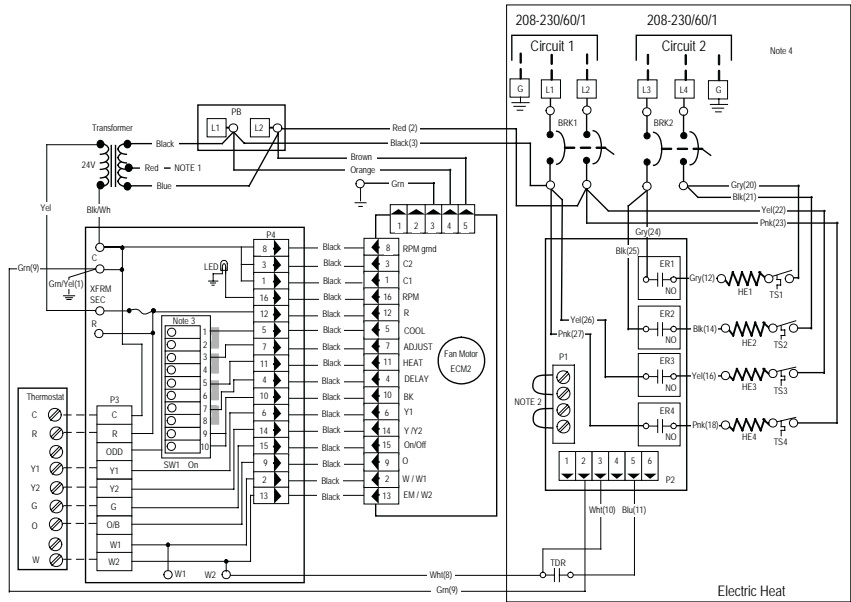 208-230/60/1 208-230/60/1
Circuit 1 Circuit 2 Note 4
G L1 L2 L3 L4 G
BRK1 BRK2
PB
L1 L2
Transformer
24V
Black
Red – NOTE 1
Blue
Red (2)
Black(3)
Brown
Orange
Grn
1 2 3 4 5
Yel
Blk/Wh
Grn(9)
Grn/Yel(1)
C
XFRM
SEC
R
LED
P4
8 Black 8 RPM grnd
3 Black 3 C2
1 Black 1 C1
16 Black 16 RPM
12 Black 12 R
5 Black 5 COOL
7 Black 7 ADJUST
11 Black 11 HEAT
4 Black 4 DELAY
10 Black 10 BK
6 Black 6 Y1
14 Black 14 Y /Y2
15 Black 15 On/Off
9 Black 9 O
2 Black 2 W / W1
13 Black 13 EM / W2
Fan Motor
ECM2
Note 3
1
2
3
4
5
6
7
8
9
10
SW1 On
Thermostat
C
R
Y1
Y2
G
O
W
P3
C
R
ODD
Y1
Y2
G
O/B
W1
W2
W1 W2
Wht(8)
Grn(9)
Gry(20)
Blk(21)
Yel(22)
Pnk(23)
Gry(24)
Blk(25)
Yel(26)
Pnk(27)
ER1
NO
Gry(12)
HE1 TS1
ER2
NO
Blk(14)
HE2 TS2
ER3
NO
Yel(16)
HE3 TS3
ER4
NO
Pnk(18)
HE4 TS4
P1
NOTE 2
1 2 3 4 5 6
P2
Wht(10) Blu(11)
TDR
Electric Heat